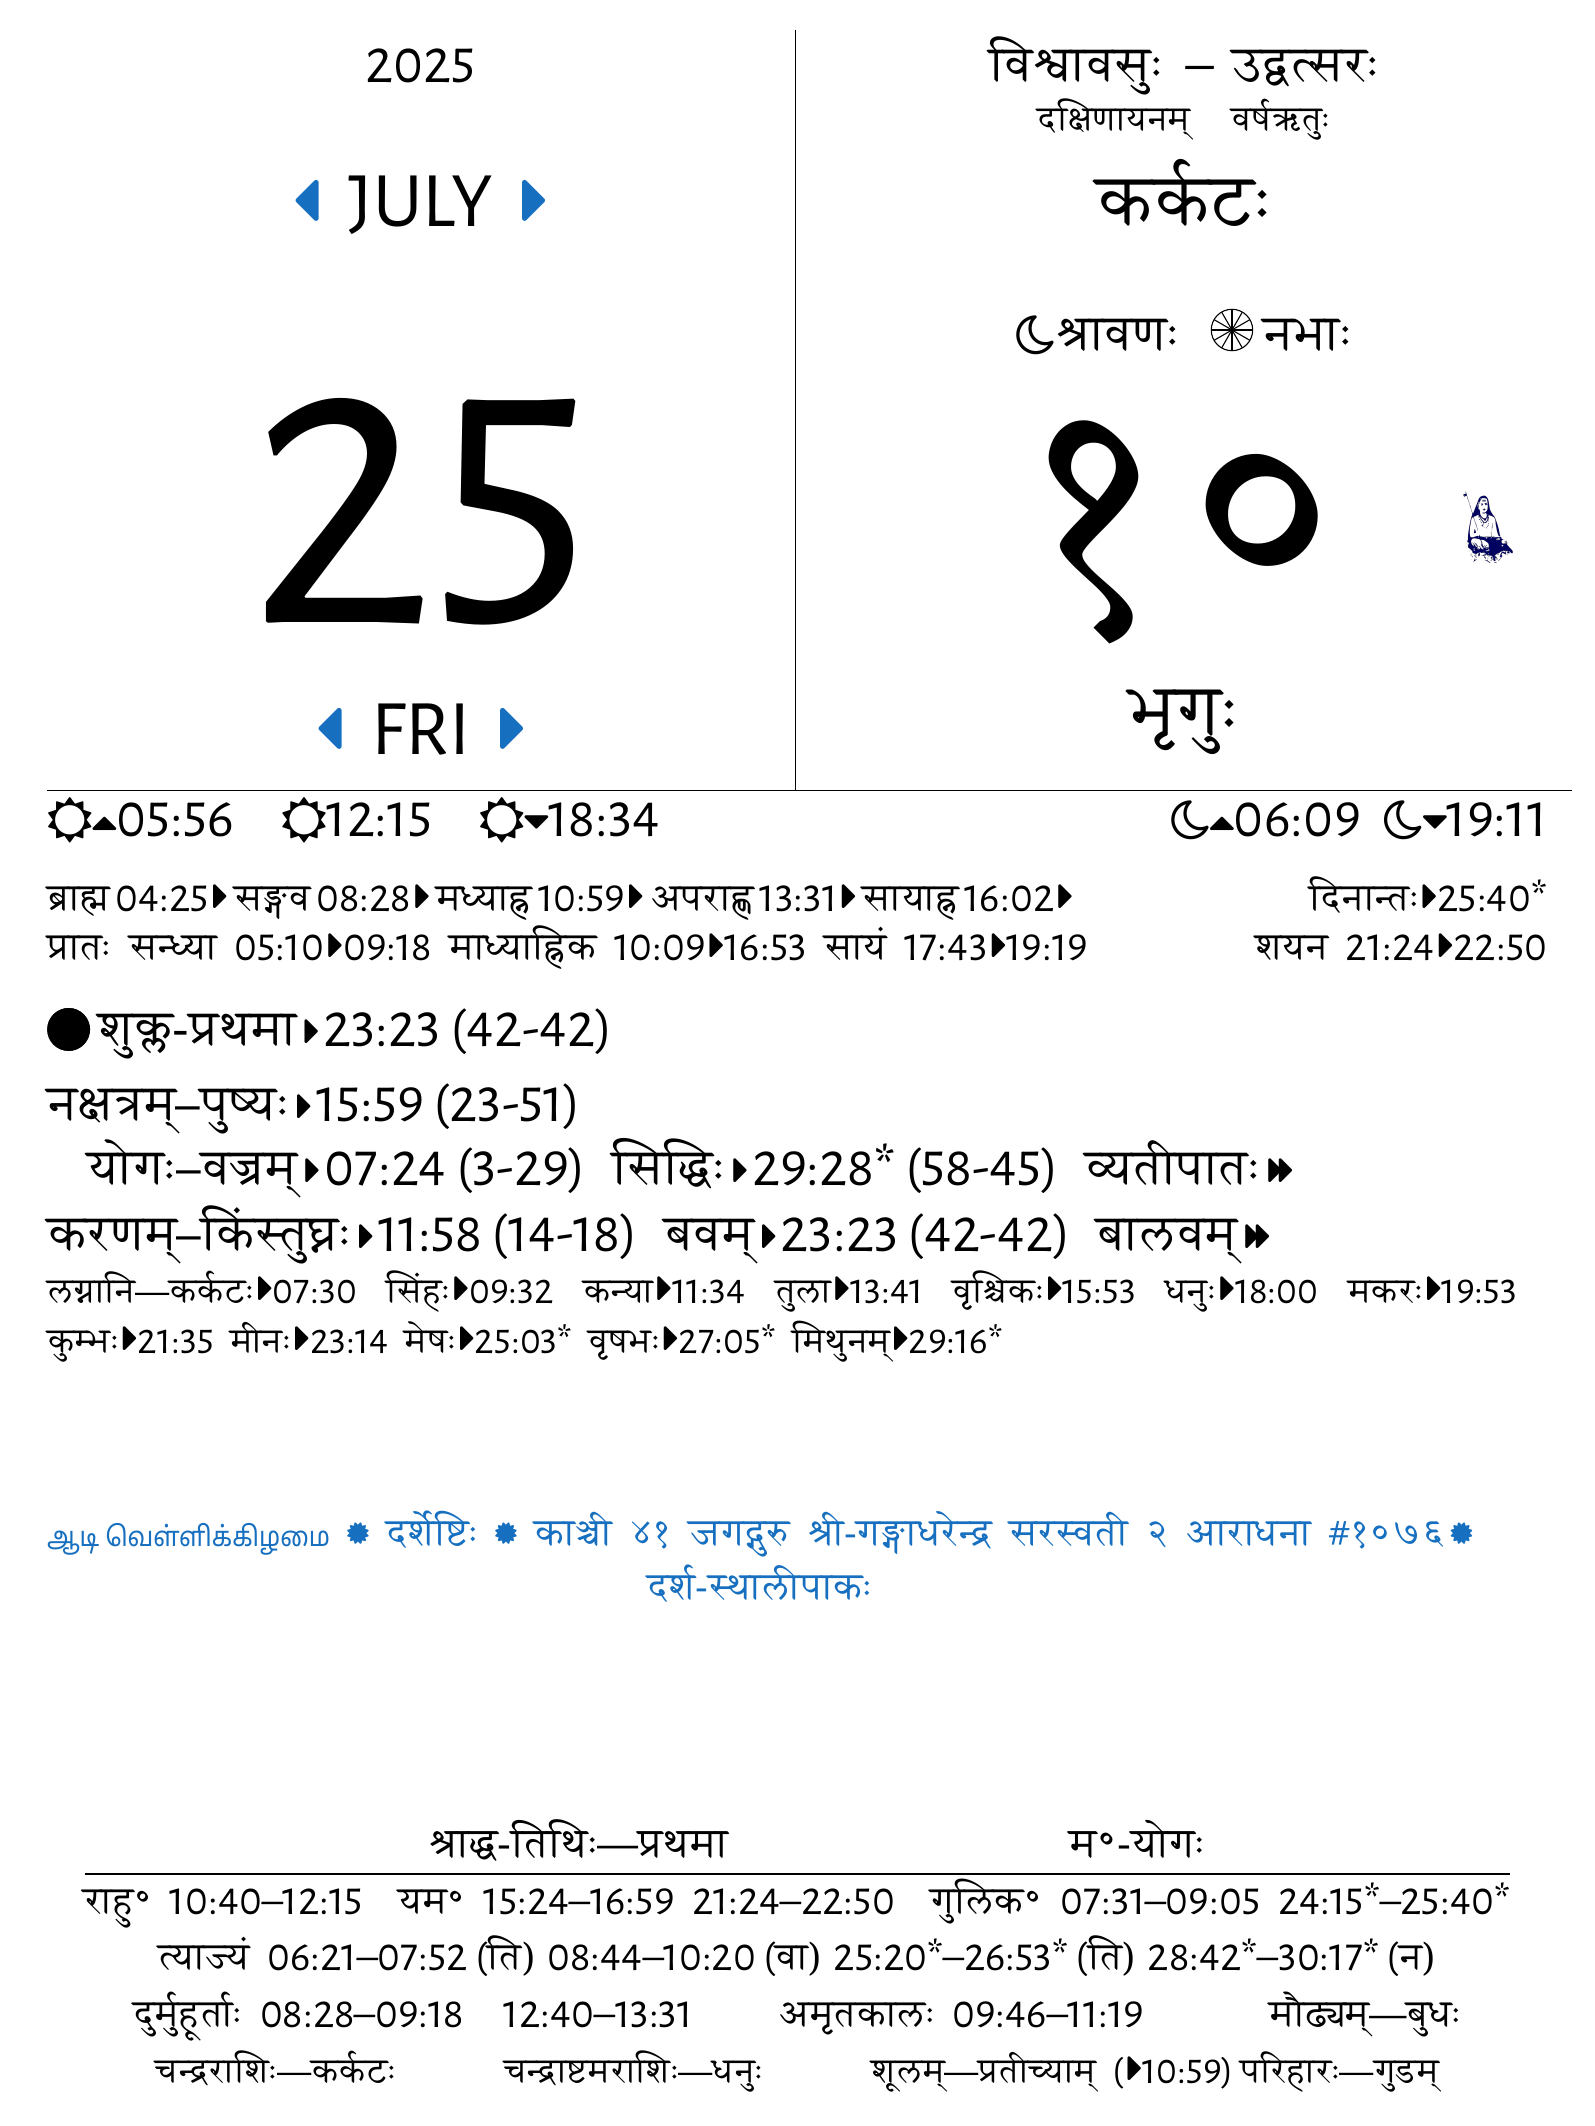 2025
JULY
25
FRI
विश्वावसुः – उद्वत्सरः
दक्षिणायनम् वर्षऋतुः
कर्कटः
श्रावणः नभाः
१०
भृगुः
05:56 12:15 18:34 06:09 19:11
ब्राह्म 04:25 सङ्गव 08:28 मध्याह्न 10:59 अपराह्ण 13:31 सायाह्न 16:02 दिनान्तः 25:40*
प्रातः सन्ध्या 05:10 09:18 माध्याह्निक 10:09 16:53 सायं 17:43 19:19 शयन 21:24 22:50
शुक्ल-प्रथमा 23:23 (42-42)
नक्षत्रम्–पुष्यः 15:59 (23-51)
योगः–वज्रम् 07:24 (3-29) सिद्धिः 29:28* (58-45) व्यतीपातः
करणम्–किंस्तुघ्नः 11:58 (14-18) बवम् 23:23 (42-42) बालवम्
लग्नानि—कर्कटः 07:30 सिंहः 09:32 कन्या 11:34 तुला 13:41 वृश्चिकः 15:53 धनुः 18:00 मकरः 19:53
कुम्भः 21:35 मीनः 23:14 मेषः 25:03* वृषभः 27:05* मिथुनम् 29:16*
ஆடி வெள்ளிக்கிழமை ✹ दर्शेष्टिः ✹ काञ्ची ४१ जगद्गुरु श्री-गङ्गाधरेन्द्र सरस्वती २ आराधना #१०७६ ✹
दर्श-स्थालीपाकः
श्राद्ध-तिथिः—प्रथमा म॰-योगः
राहु॰ 10:40–12:15 यम॰ 15:24–16:59 21:24–22:50 गुलिक॰ 07:31–09:05 24:15*–25:40*
त्याज्यं 06:21–07:52 (ति) 08:44–10:20 (वा) 25:20*–26:53* (ति) 28:42*–30:17* (न)
दुर्मुहूर्ताः 08:28–09:18 12:40–13:31 अमृतकालः 09:46–11:19 मौढ्यम्—बुधः
चन्द्रराशिः—कर्कटः चन्द्राष्टमराशिः—धनुः शूलम्—प्रतीच्याम् (10:59) परिहारः—गुडम्